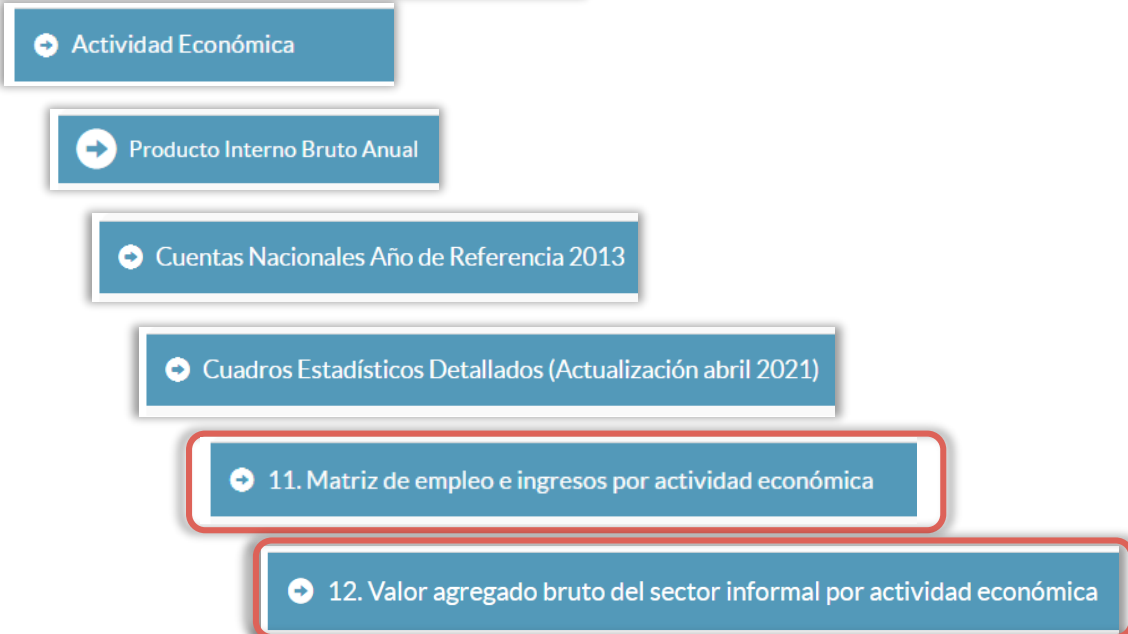 Actividad Económica
Producto Interno Bruto Anual
Cuentas Nacionales Año de Referencia 2013
Cuadros Estadísticos Detallados (Actualización abril 2021)
11. Matriz de empleo e ingresos por actividad económica
12. Valor agregado bruto del sector informal por actividad económica